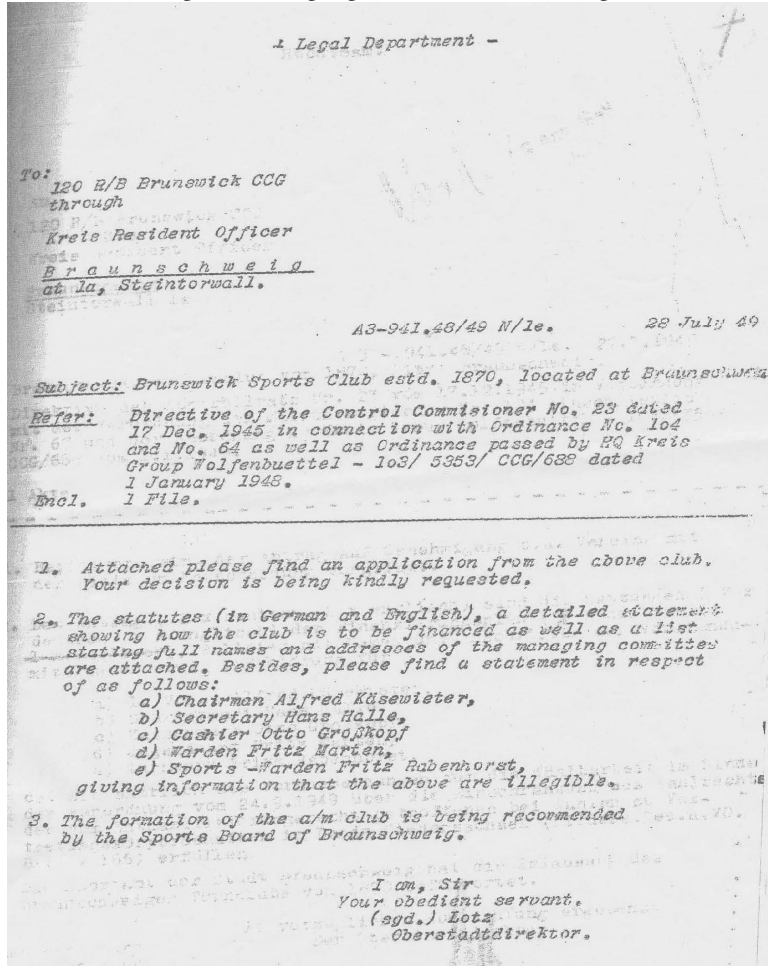 Legal Department -
To:
120 R/B Brunswick CCG
through
Kreis Resident Officer
B r a u n s c h w e i g
at 1a, Steintorwall.
A3-941.48/49 N/le. 28 July 49
Subject: Brunswick Sports Club estd. 1870, located at Braunschweig
Refer: Directive of the Control Commisioner No. 23 dated
17 Dec. 1945 in connection with Ordinance No. 1o4
and No. 64 as well as Ordinance passed by HQ Kreis
Group Wolfenbuettel - 1o3/ 5353/ CCG/688 dated
1 January 1948.
Encl. 1 File.
1. Attached please find an application from the above club.
Your decision is being kindly requested.
2. The statutes (in German and English), a detailed statement
showing how the club is to be financed as well as a list
stating full names and addresses of the managing committee
are attached. Besides, please find a statement in respect
of as follows:
a) Chairman Alfred Käsewieter,
b) Secretary Hans Halle,
c) Cashier Otto Großkopf
d) Warden Fritz Marten,
e) Sports -Warden Fritz Rabenhorst,
giving information that the above are illegible.
3. The formation of the a/m club is being recommended
by the Sports Board of Braunschweig.
I am, Sir
Your obedient servant.
(sgd.) Lotz
Oberstadtdirektor.